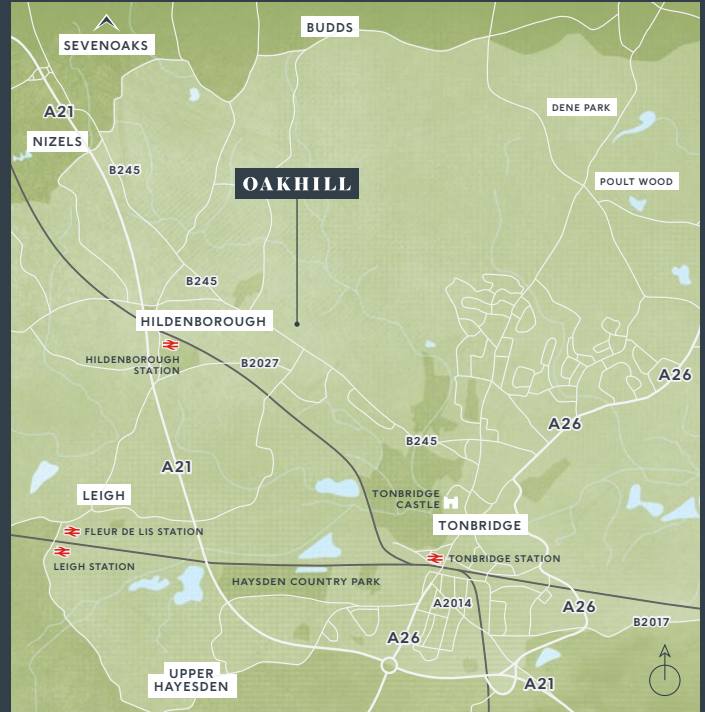 SEVENOAKS
BUDDS
A21
DENE PARK
NIZELS
B245
OAKHILL
POULT WOOD
B245
HILDENBOROUGH
HILDENBOROUGH
STATION
B2027
A26
A26
B245
A21
LEIGH
TONBRIDGE
CASTLE
TONBRIDGE
FLEUR DE LIS STATION
LEIGH STATION
TONBRIDGE STATION
HAYSDEN COUNTRY PARK
A2014
A26
B2017
A26
UPPER
HAYESDEN
A21